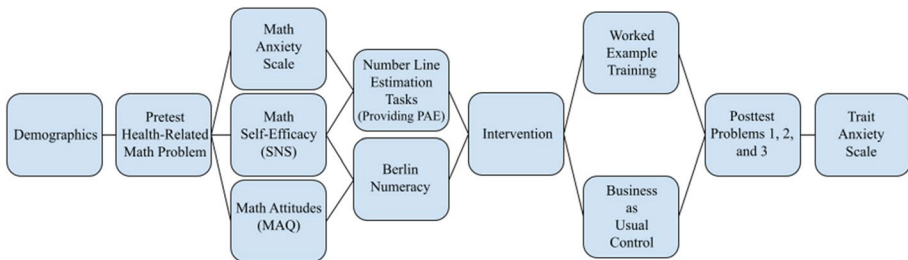 Demographics
Pretest
Health-Related
Math Problem
Math
Anxiety
Scale
Math
Self-Efficacy
(SNS)
Math Attitudes
(MAQ)
Number Line
Estimation
Tasks
(Providing PAE)
Berlin
Numeracy
Intervention
Worked
Example
Training
Business
as
Usual
Control
Posttest
Problems 1, 2,
and 3
Trait
Anxiety
Scale